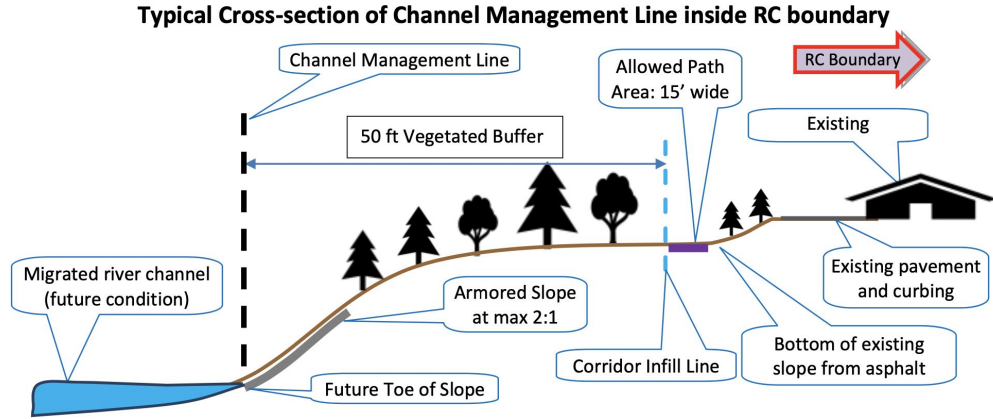 Typical Cross-section of Channel Management Line inside RC boundary
Channel Management Line
Allowed Path
Area: 15’ wide
RC Boundary
50 ft Vegetated Buffer
Existing
Migrated river channel
(future condition)
Armored Slope
at max 2:1
Existing pavement
and curbing
Corridor Infill Line
Bottom of existing
slope from asphalt
Future Toe of Slope